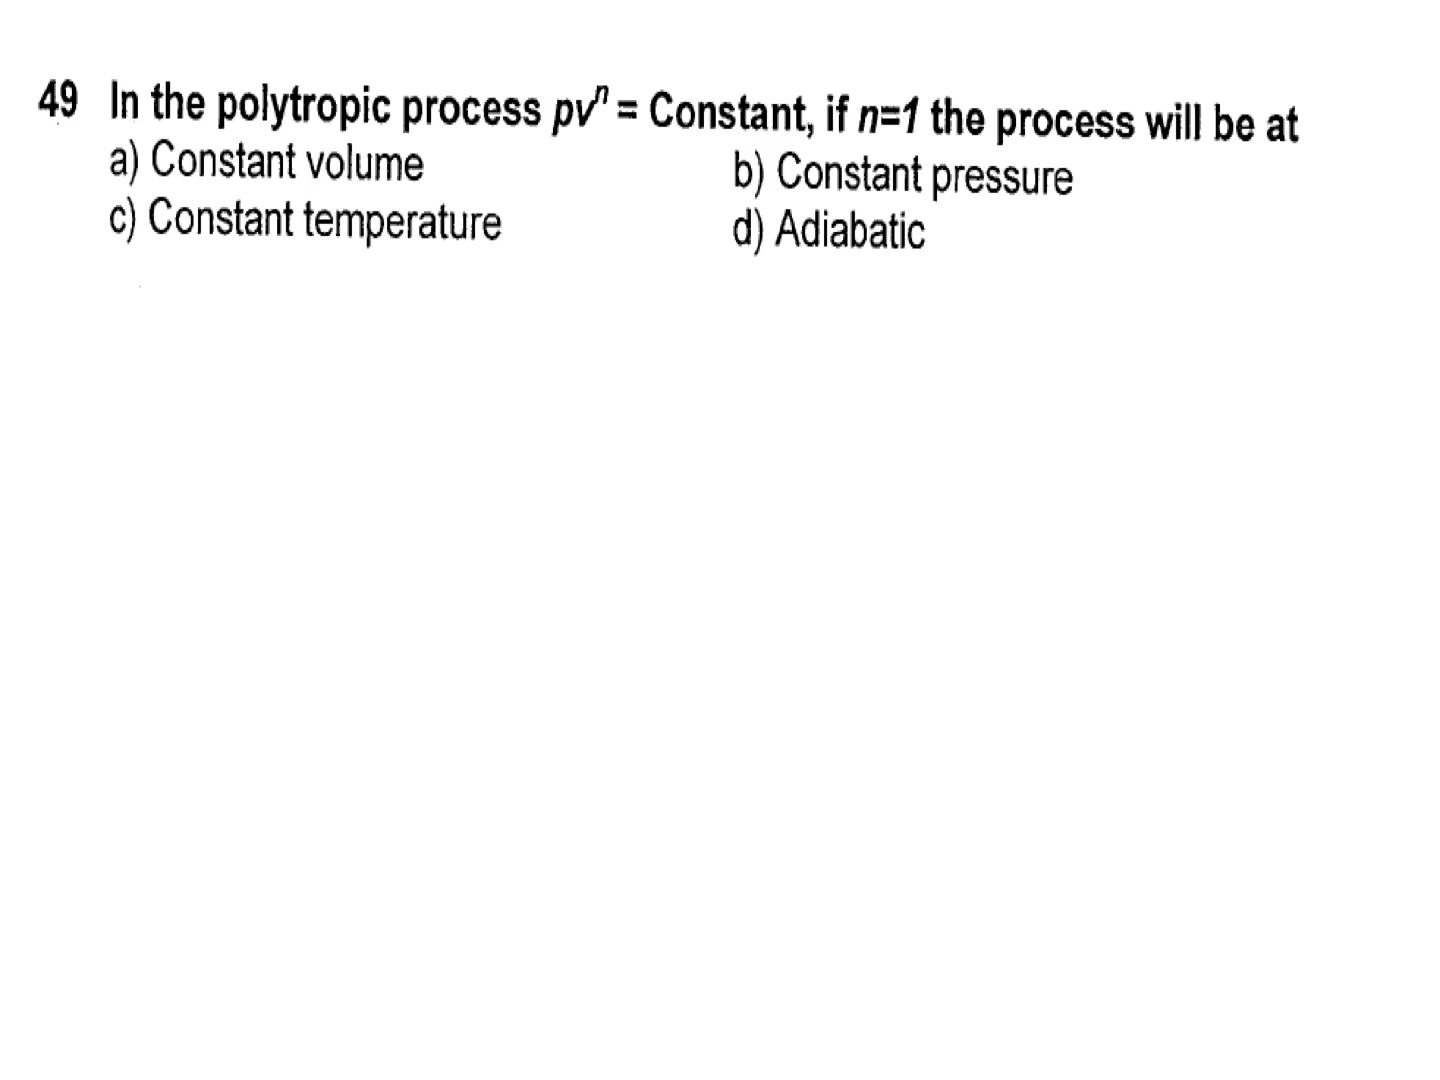 49 In the polytropic process pvⁿ = Constant, if n=1 the process will be at
a) Constant volume b) Constant pressure
c) Constant temperature d) Adiabatic